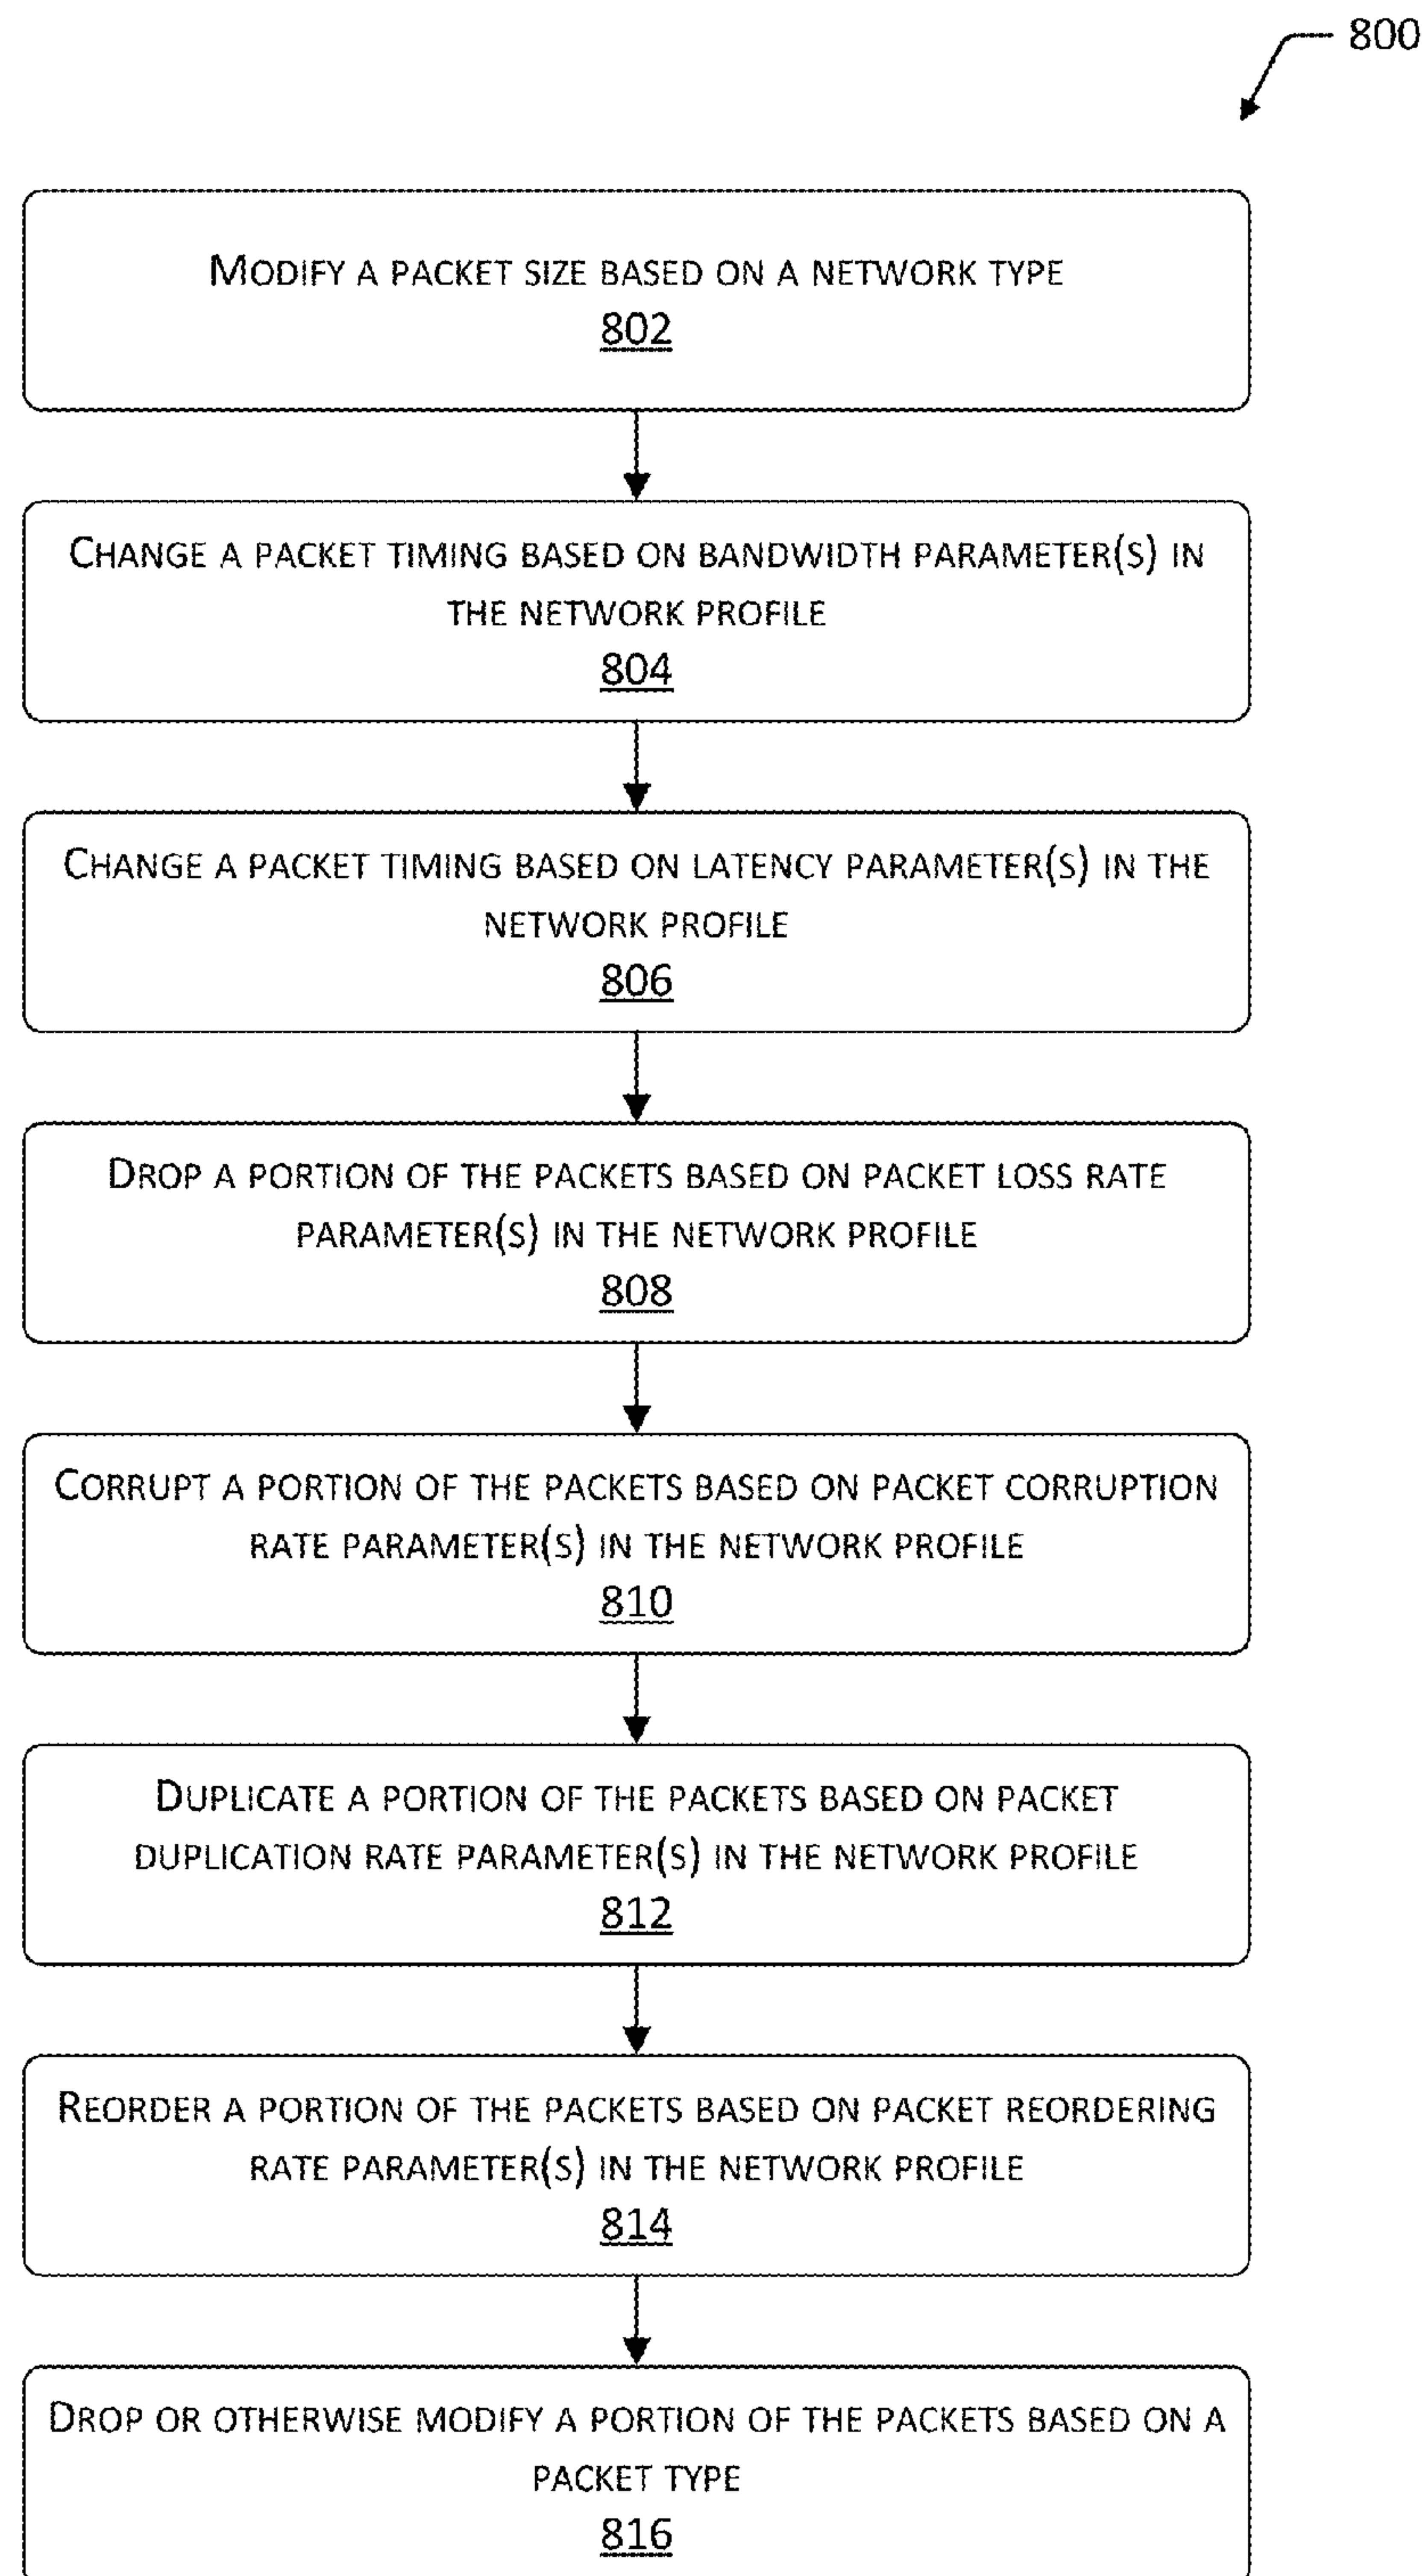 800
MODIFY A PACKET SIZE BASED ON A NETWORK TYPE
802
CHANGE A PACKET TIMING BASED ON BANDWIDTH PARAMETER(S) IN
THE NETWORK PROFILE
804
CHANGE A PACKET TIMING BASED ON LATENCY PARAMETER(S) IN THE
NETWORK PROFILE
806
DROP A PORTION OF THE PACKETS BASED ON PACKET LOSS RATE
PARAMETER(S) IN THE NETWORK PROFILE
808
CORRUPT A PORTION OF THE PACKETS BASED ON PACKET CORRUPTION
RATE PARAMETER(S) IN THE NETWORK PROFILE
810
DUPLICATE A PORTION OF THE PACKETS BASED ON PACKET
DUPLICATION RATE PARAMETER(S) IN THE NETWORK PROFILE
812
REORDER A PORTION OF THE PACKETS BASED ON PACKET REORDERING
RATE PARAMETER(S) IN THE NETWORK PROFILE
814
DROP OR OTHERWISE MODIFY A PORTION OF THE PACKETS BASED ON A
PACKET TYPE
816